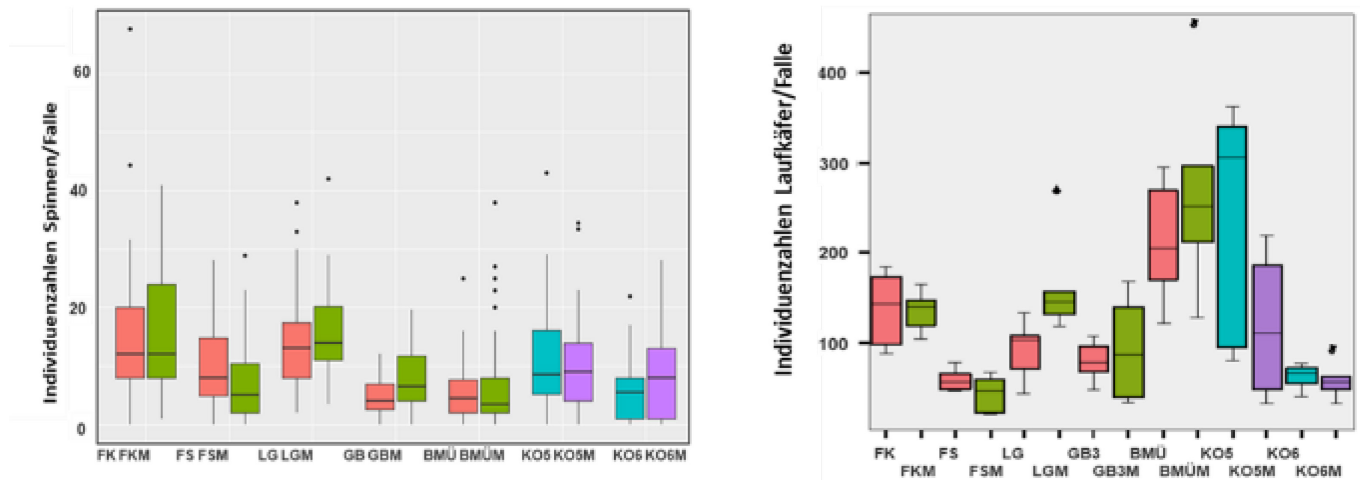 Individuenzahlen Spinnen/Falle
60
40
20
0
FK FKM FS FSM LG LGM GB GBM BMÜ BMÜM KO5 KO5M KO6 KO6M
Individuenzahlen Laufkäfer/Falle
400
300
200
100
FK FS LG GB3 BMÜ KO5 KO6
FKM FSM LGM GB3M BMÜM KO5M KO6M